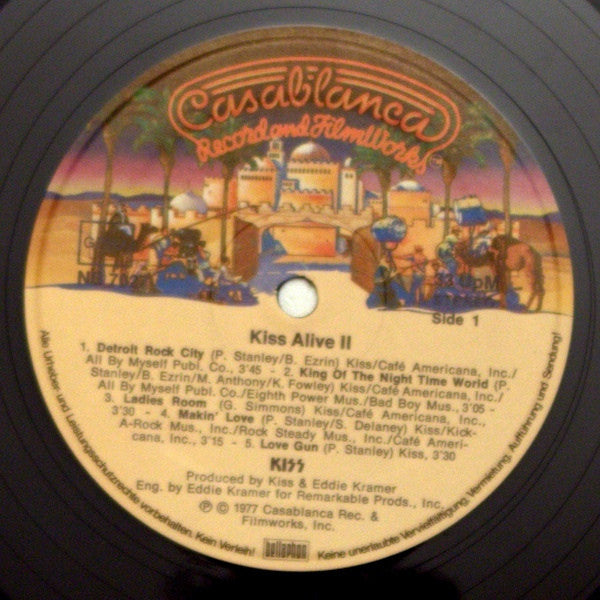 Casablanca
Record and FilmWorks
NB 702
33 UpM
STEREO
Side 1
Kiss Alive II
1. Detroit Rock City (P. Stanley/B. Ezrin) Kiss/Café Americana, Inc./
All By Myself Publ. Co., 3'45 - 2. King Of The Night Time World (P.
Stanley/B. Ezrin/M. Anthony/K. Fowley) Kiss/Café Americana, Inc./
All By Myself Publ. Co./Eighth Power Mus./Bad Boy Mus., 3'05 -
3. Ladies Room (G. Simmons) Kiss/Café Americana, Inc.,
3'30 - 4. Makin' Love (P. Stanley/S. Delaney) Kiss/Kick-
A-Rock Mus., Inc./Rock Steady Mus., Inc./Café Ameri-
cana, Inc., 3'15 - 5. Love Gun (P. Stanley) Kiss, 3'30
KISS
Produced by Kiss & Eddie Kramer
Eng. by Eddie Kramer for Remarkable Prods., Inc.
Ⓟ © 1977 Casablanca Rec. &
Filmworks, Inc.
bellaphon
Alle Urheber- und Leistungsschutzrechte vorbehalten. Kein Verleih!
Keine unerlaubte Vervielfältigung, Vermietung, Aufführung und Sendung!